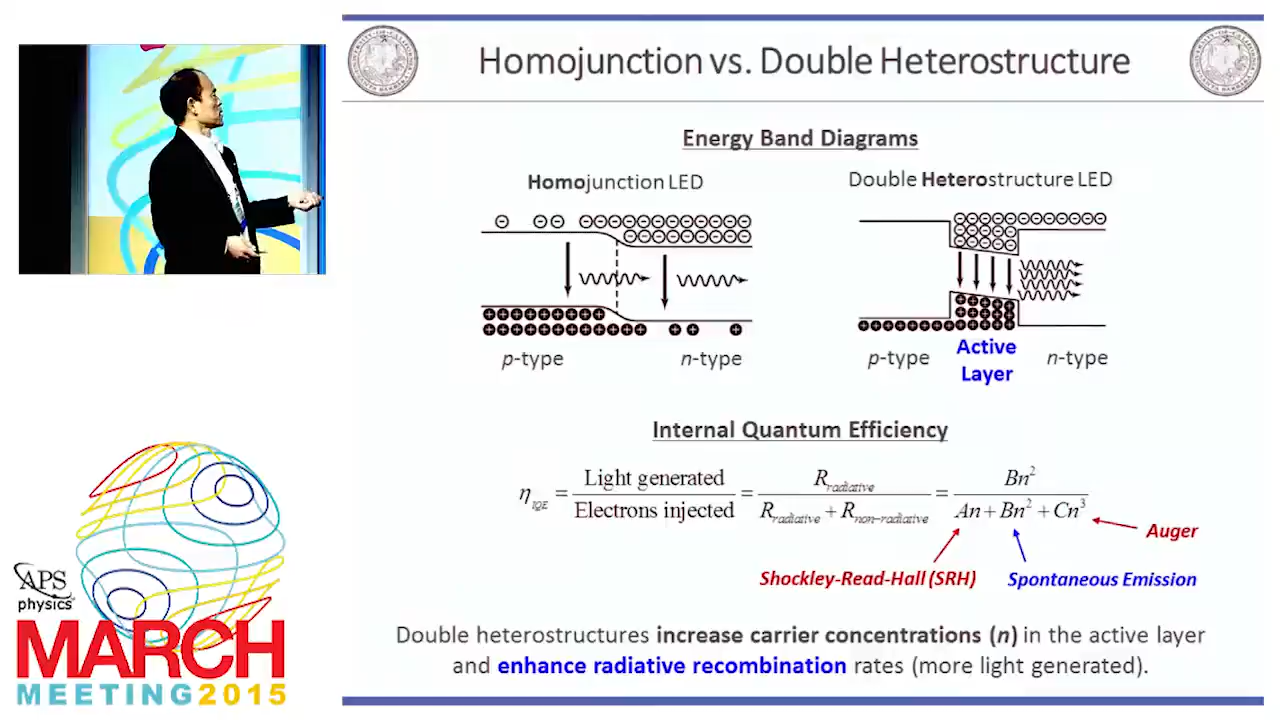 Homojunction vs. Double Heterostructure
Energy Band Diagrams
Homojunction LED
Double Heterostructure LED
p-type
n-type
p-type
Active
Layer
n-type
Internal Quantum Efficiency
η_IQE = Light generated / Electrons injected = R_radiative / (R_radiative + R_non-radiative) = Bn² / (An + Bn² + Cn³)
Auger
Shockley-Read-Hall (SRH)
Spontaneous Emission
Double heterostructures increase carrier concentrations (n) in the active layer
and enhance radiative recombination rates (more light generated).
APS
physics
MARCH
MEETING2015